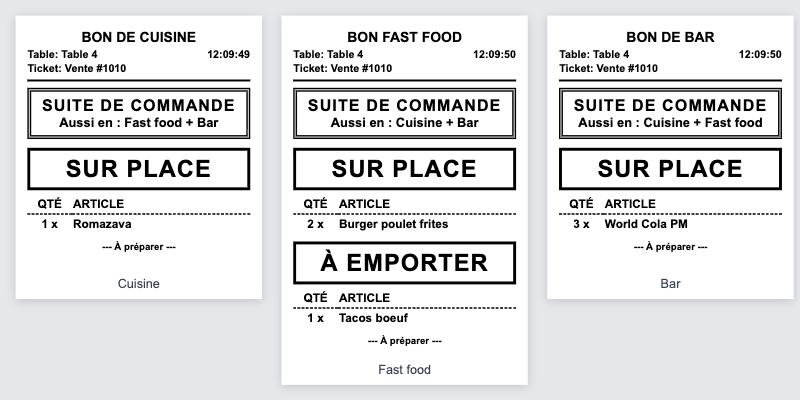 BON DE CUISINE
Table: Table 4 12:09:49
Ticket: Vente #1010
SUITE DE COMMANDE
Aussi en : Fast food + Bar
SUR PLACE
QTÉ ARTICLE
1 x Romazava
--- À préparer ---
Cuisine
BON FAST FOOD
Table: Table 4 12:09:50
Ticket: Vente #1010
SUITE DE COMMANDE
Aussi en : Cuisine + Bar
SUR PLACE
QTÉ ARTICLE
2 x Burger poulet frites
À EMPORTER
QTÉ ARTICLE
1 x Tacos boeuf
--- À préparer ---
Fast food
BON DE BAR
Table: Table 4 12:09:50
Ticket: Vente #1010
SUITE DE COMMANDE
Aussi en : Cuisine + Fast food
SUR PLACE
QTÉ ARTICLE
3 x World Cola PM
--- À préparer ---
Bar